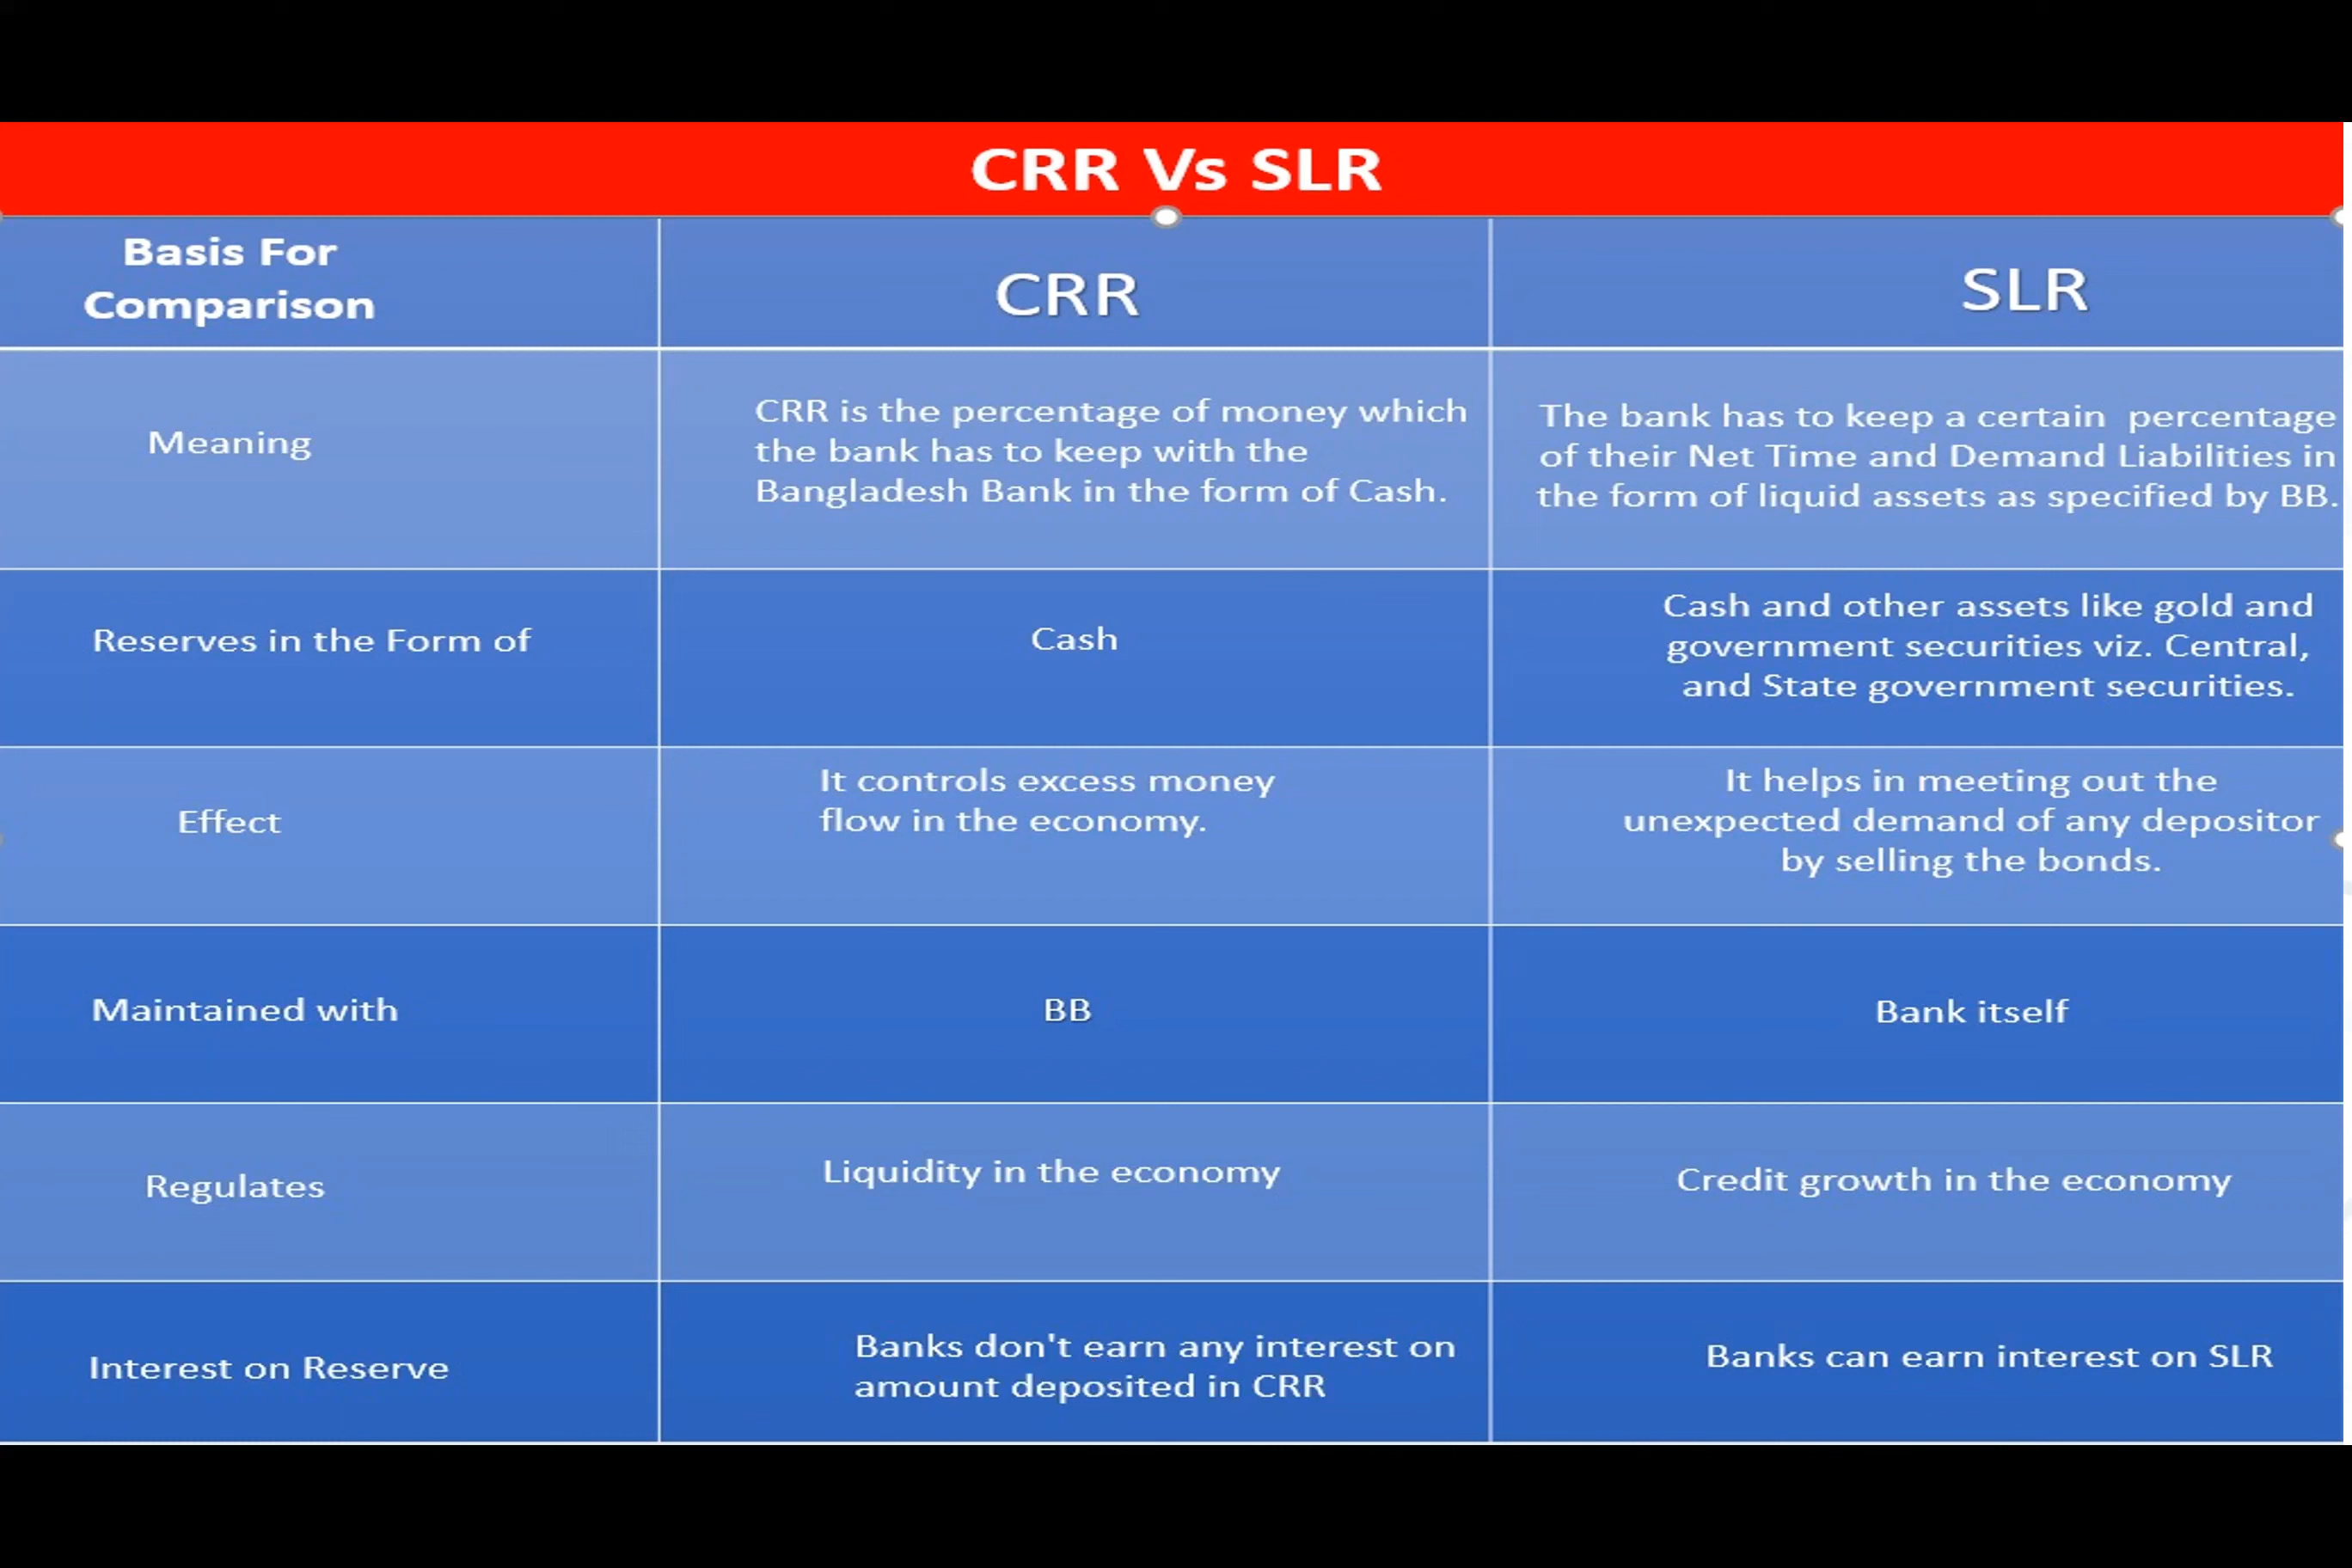 CRR Vs SLR
Basis For
Comparison
CRR
SLR
Meaning
CRR is the percentage of money which
the bank has to keep with the
Bangladesh Bank in the form of Cash.
The bank has to keep a certain percentage
of their Net Time and Demand Liabilities in
the form of liquid assets as specified by BB.
Reserves in the Form of
Cash
Cash and other assets like gold and
government securities viz. Central,
and State government securities.
Effect
It controls excess money
flow in the economy.
It helps in meeting out the
unexpected demand of any depositor
by selling the bonds.
Maintained with
BB
Bank itself
Regulates
Liquidity in the economy
Credit growth in the economy
Interest on Reserve
Banks don't earn any interest on
amount deposited in CRR
Banks can earn interest on SLR